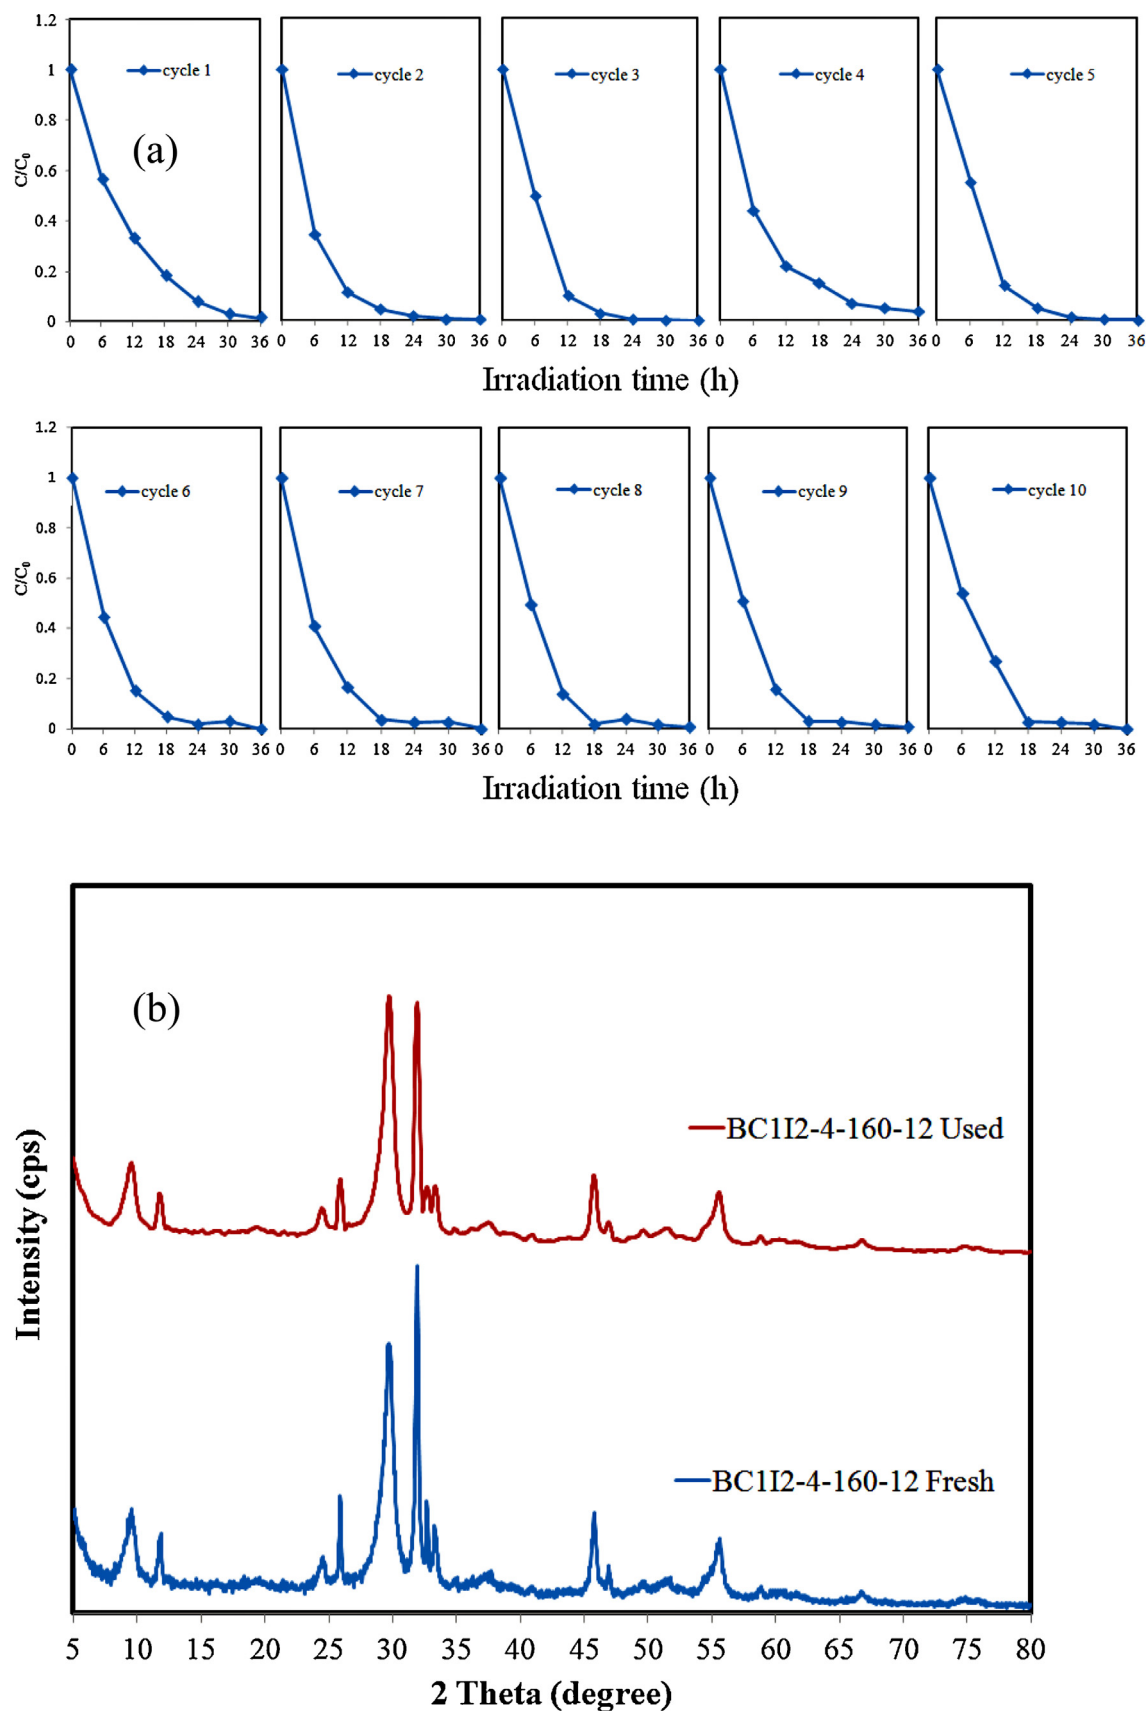 1.2
1
0.8
0.6
0.4
0.2
0
C/C₀
(a)
cycle 1
cycle 2
cycle 3
cycle 4
cycle 5
0 6 12 18 24 30 36
0 6 12 18 24 30 36
0 6 12 18 24 30 36
0 6 12 18 24 30 36
0 6 12 18 24 30 36
Irradiation time (h)
1.2
1
0.8
0.6
0.4
0.2
0
C/C₀
cycle 6
cycle 7
cycle 8
cycle 9
cycle 10
0 6 12 18 24 30 36
0 6 12 18 24 30 36
0 6 12 18 24 30 36
0 6 12 18 24 30 36
0 6 12 18 24 30 36
Irradiation time (h)
(b)
Intensity (cps)
BC1I2-4-160-12 Used
BC1I2-4-160-12 Fresh
5 10 15 20 25 30 35 40 45 50 55 60 65 70 75 80
2 Theta (degree)